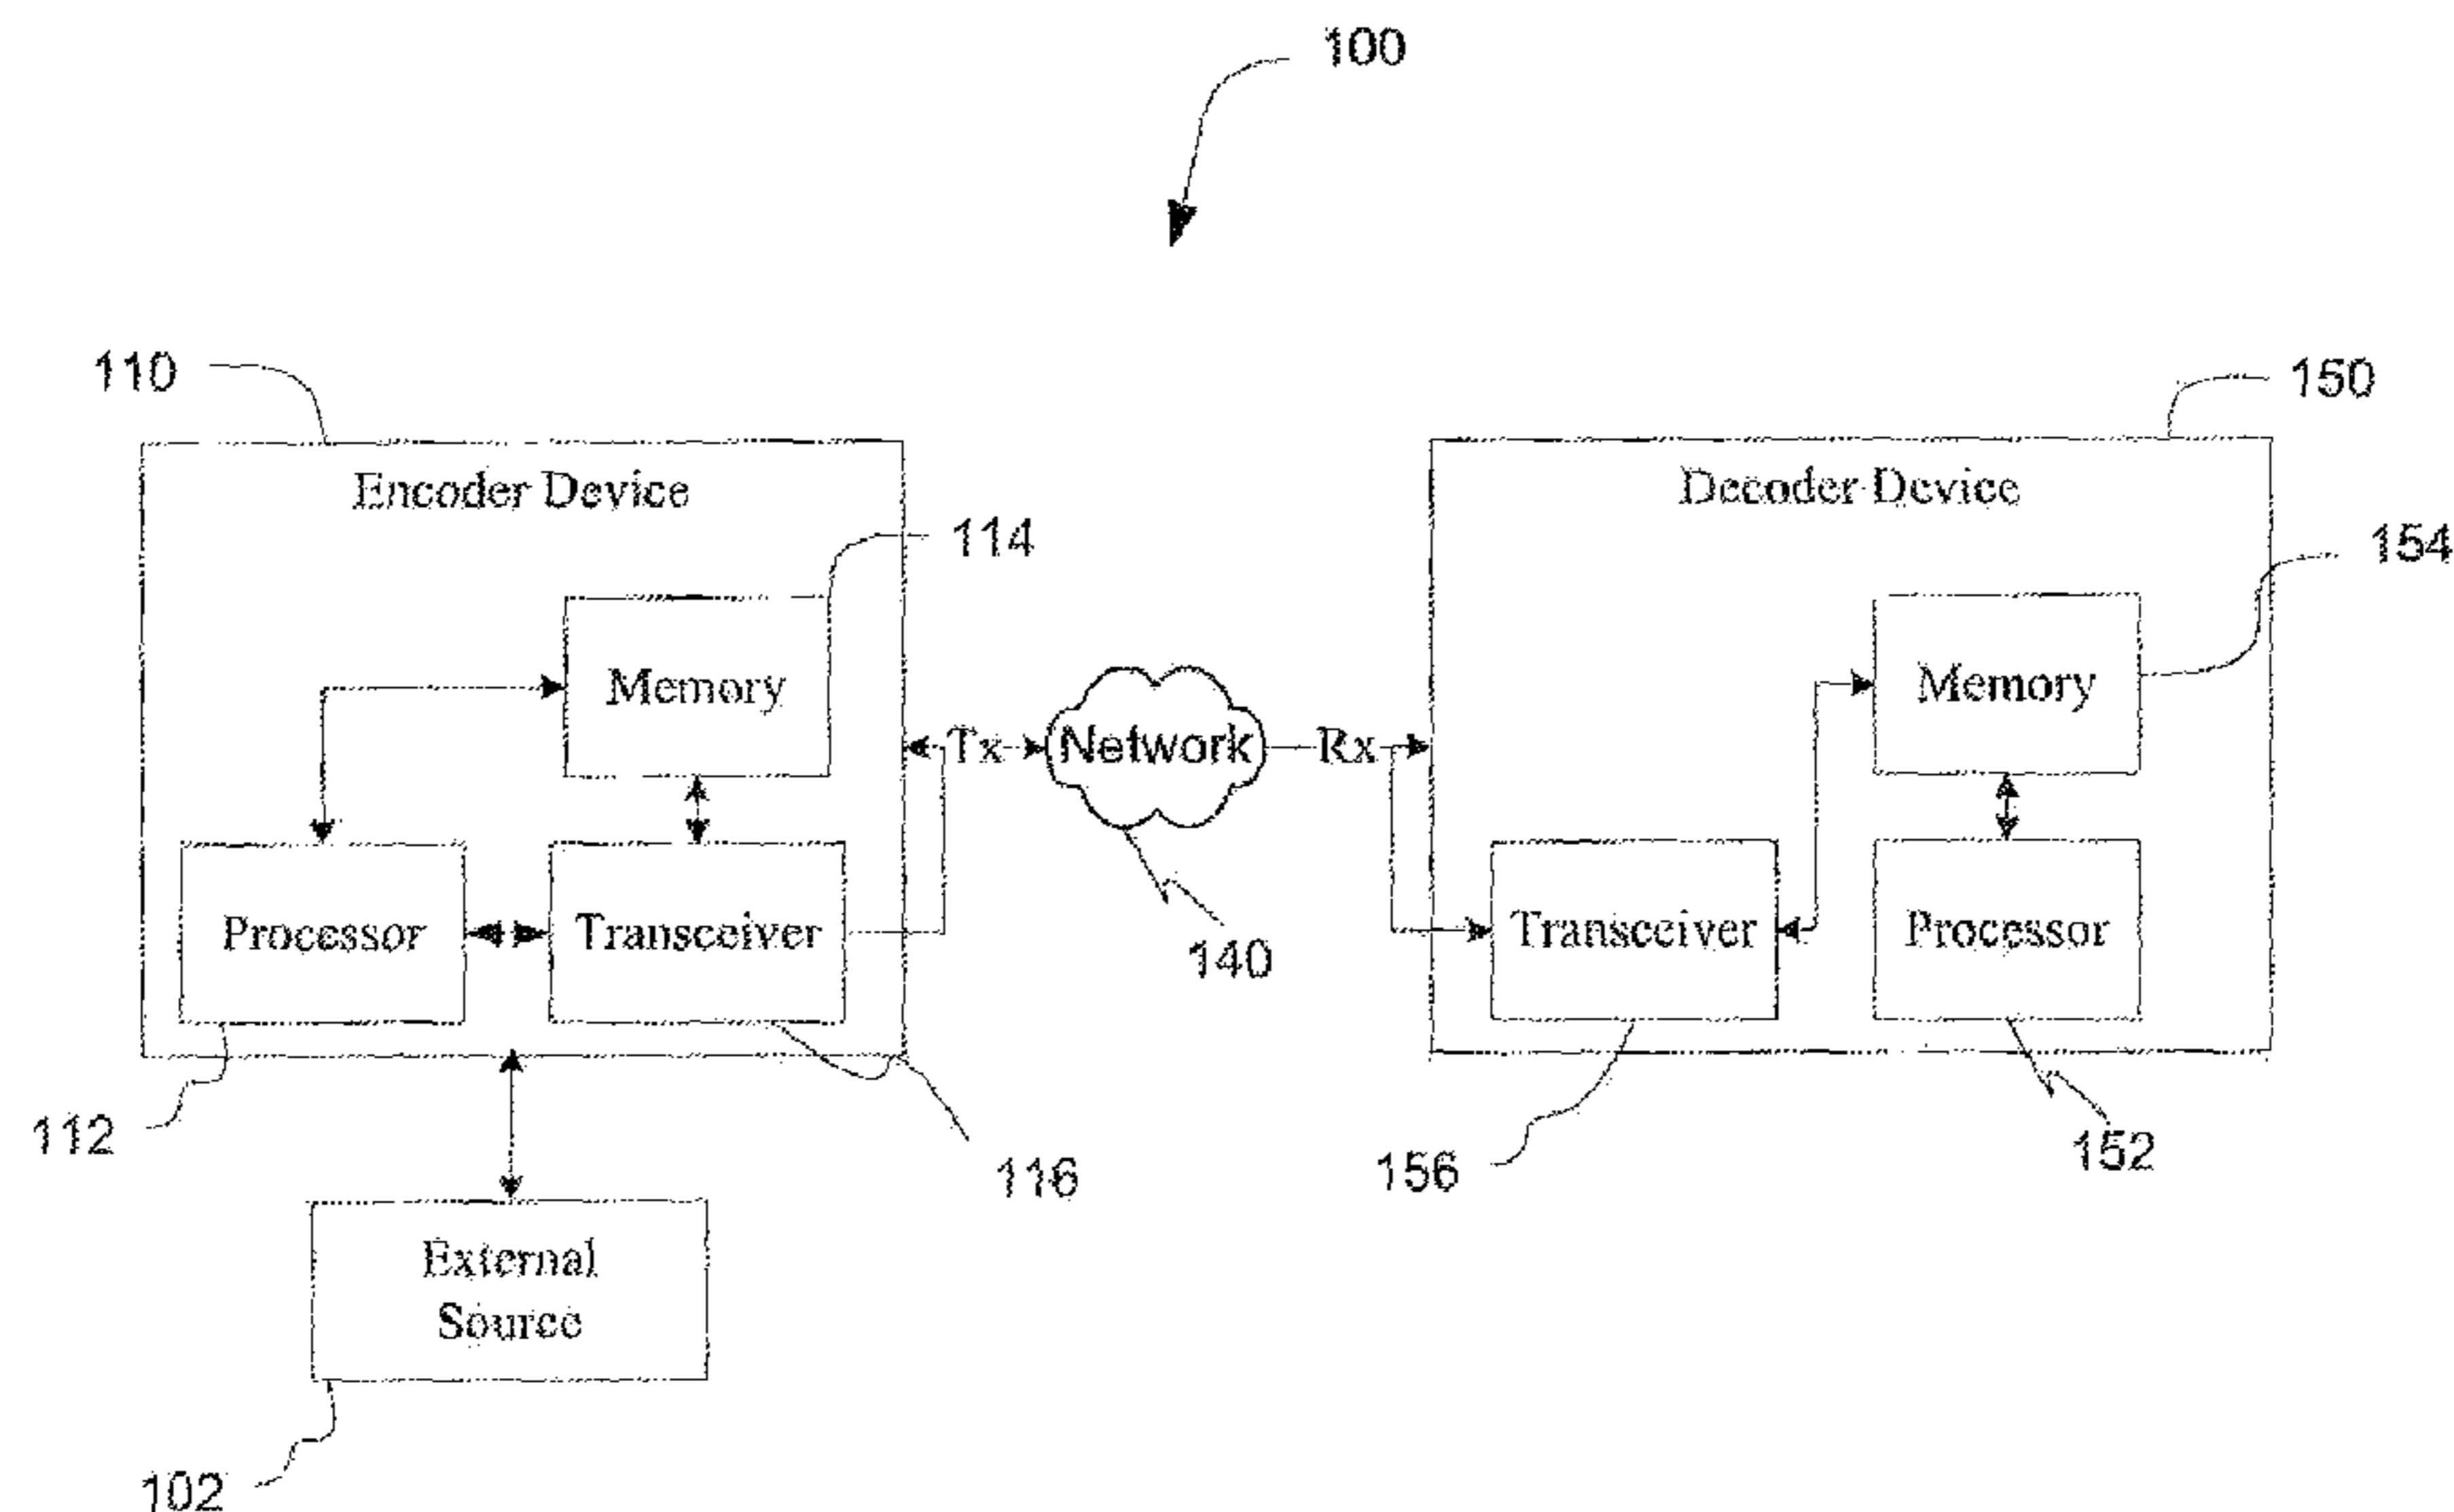 100
110
150
Encoder Device
Decoder Device
114
154
Memory
Memory
Tx
Network
Rx
Processor
Transceiver
140
Transceiver
Processor
112
116
156
152
External
Source
102